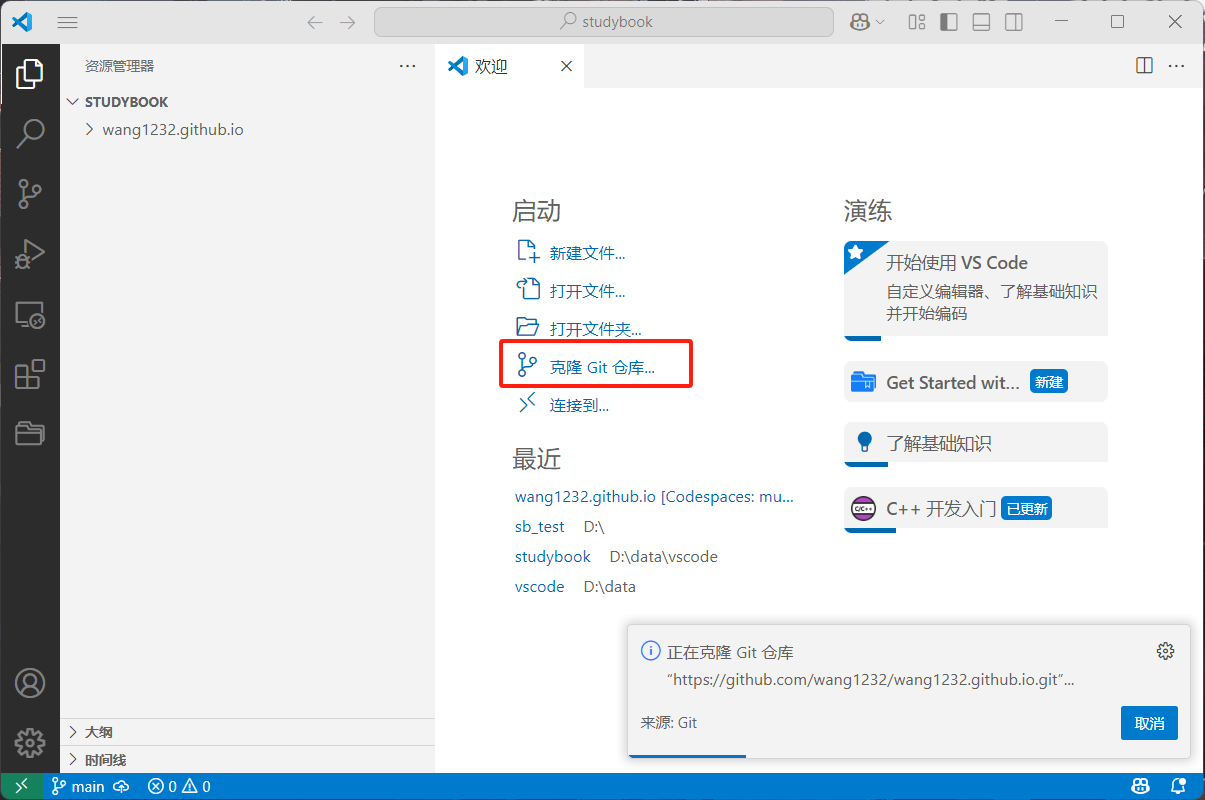 studybook
资源管理器
STUDYBOOK
wang1232.github.io
大纲
时间线
欢迎
启动
新建文件...
打开文件...
打开文件夹...
克隆 Git 仓库...
连接到...
最近
wang1232.github.io [Codespaces: mu...
sb_test D:\
studybook D:\data\vscode
vscode D:\data
演练
开始使用 VS Code
自定义编辑器、了解基础知识
并开始编码
Get Started wit... 新建
了解基础知识
C/C++ C++ 开发入门 已更新
正在克隆 Git 仓库
“https://github.com/wang1232/wang1232.github.io.git”...
来源: Git
取消
main 0 0